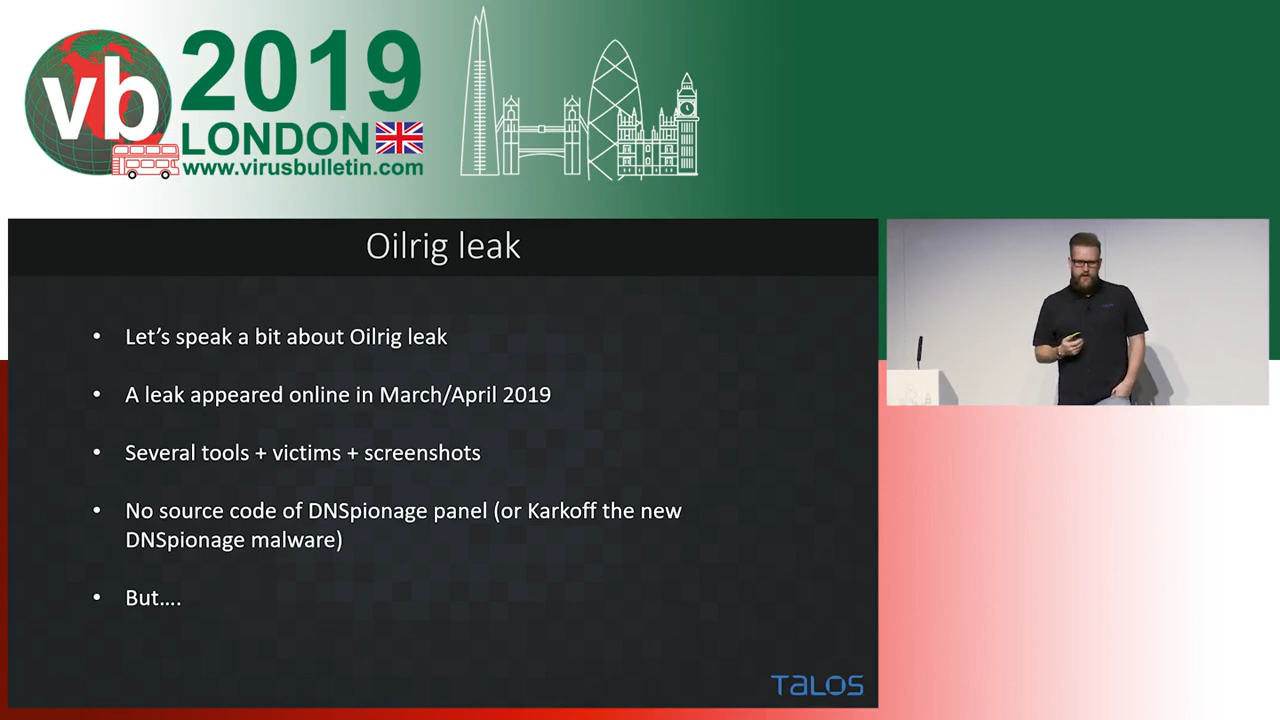 vb
2019
LONDON
www.virusbulletin.com
Oilrig leak
• Let’s speak a bit about Oilrig leak
• A leak appeared online in March/April 2019
• Several tools + victims + screenshots
• No source code of DNSpionage panel (or Karkoff the new
DNSpionage malware)
• But....
TALOS
TALOS